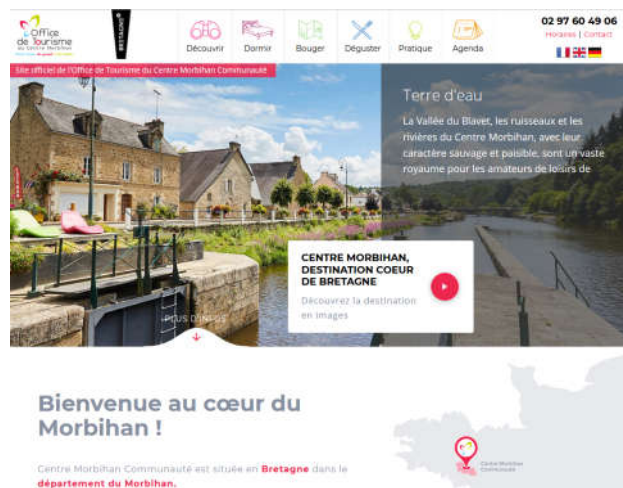 Office
de Tourisme
du Centre Morbihan
BRETAGNE®
Découvrir
Dormir
Bouger
Déguster
Pratique
Agenda
02 97 60 49 06
Horaires | Contact
Site officiel de l'Office de Tourisme du Centre Morbihan Communauté
Terre d'eau
La Vallée du Blavet, les ruisseaux et les
rivières du Centre Morbihan, avec leur
caractère sauvage et paisible, sont un vaste
royaume pour les amateurs de loisirs de
CENTRE MORBIHAN,
DESTINATION COEUR
DE BRETAGNE
Découvrez la destination
en images
PLUS D'INFOS
Bienvenue au cœur du
Morbihan !
Centre Morbihan Communauté est située en Bretagne dans le
département du Morbihan.
Centre Morbihan
Communauté